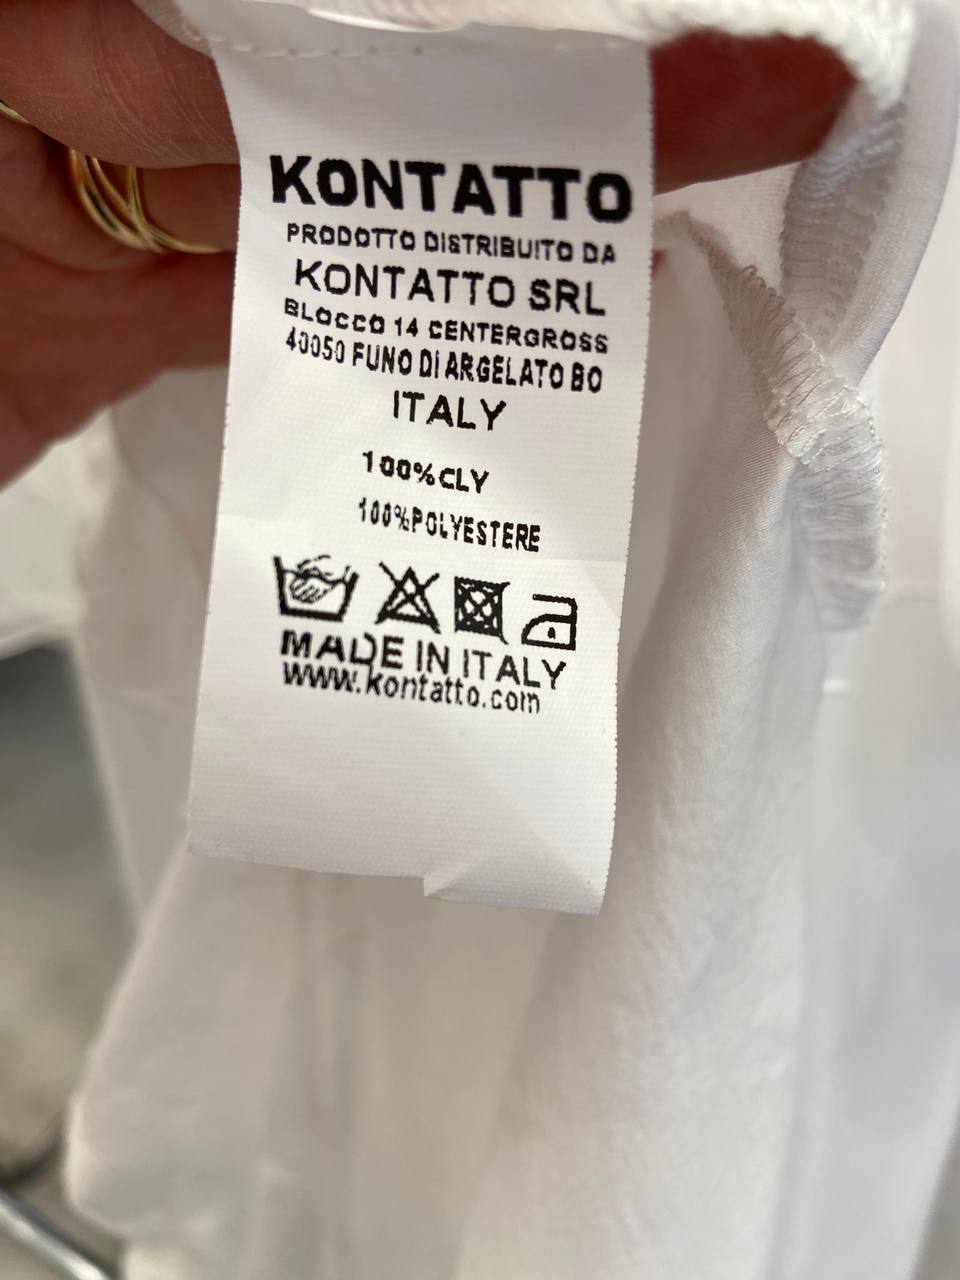 KONTATTO
PRODOTTO DISTRIBUITO DA
KONTATTO SRL
BLOCCO 14 CENTERGROSS
40050 FUNO DI ARGELATO BO
ITALY
100%CLY
100%POLYESTERE
MADE IN ITALY
www.kontatto.com